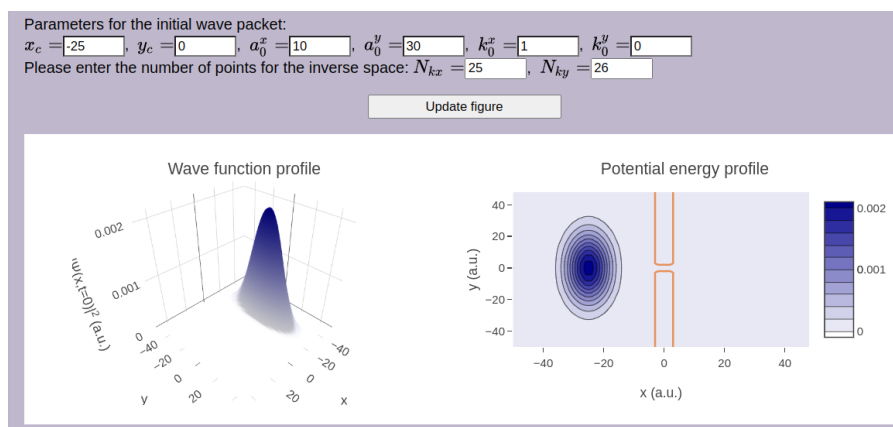 Parameters for the initial wave packet:
x_c = -25, y_c = 0, a_0^x = 10, a_0^y = 30, k_0^x = 1, k_0^y = 0
Please enter the number of points for the inverse space: N_kx = 25, N_ky = 26
Update figure
Wave function profile
0.002
0.001
0
|Ψ(x,t=0)|² (a.u.)
−40
−20
0
20
y
−40
−20
0
20
x
Potential energy profile
40
20
0
−20
−40
y (a.u.)
−40 −20 0 20 40
x (a.u.)
0.002
0.001
0